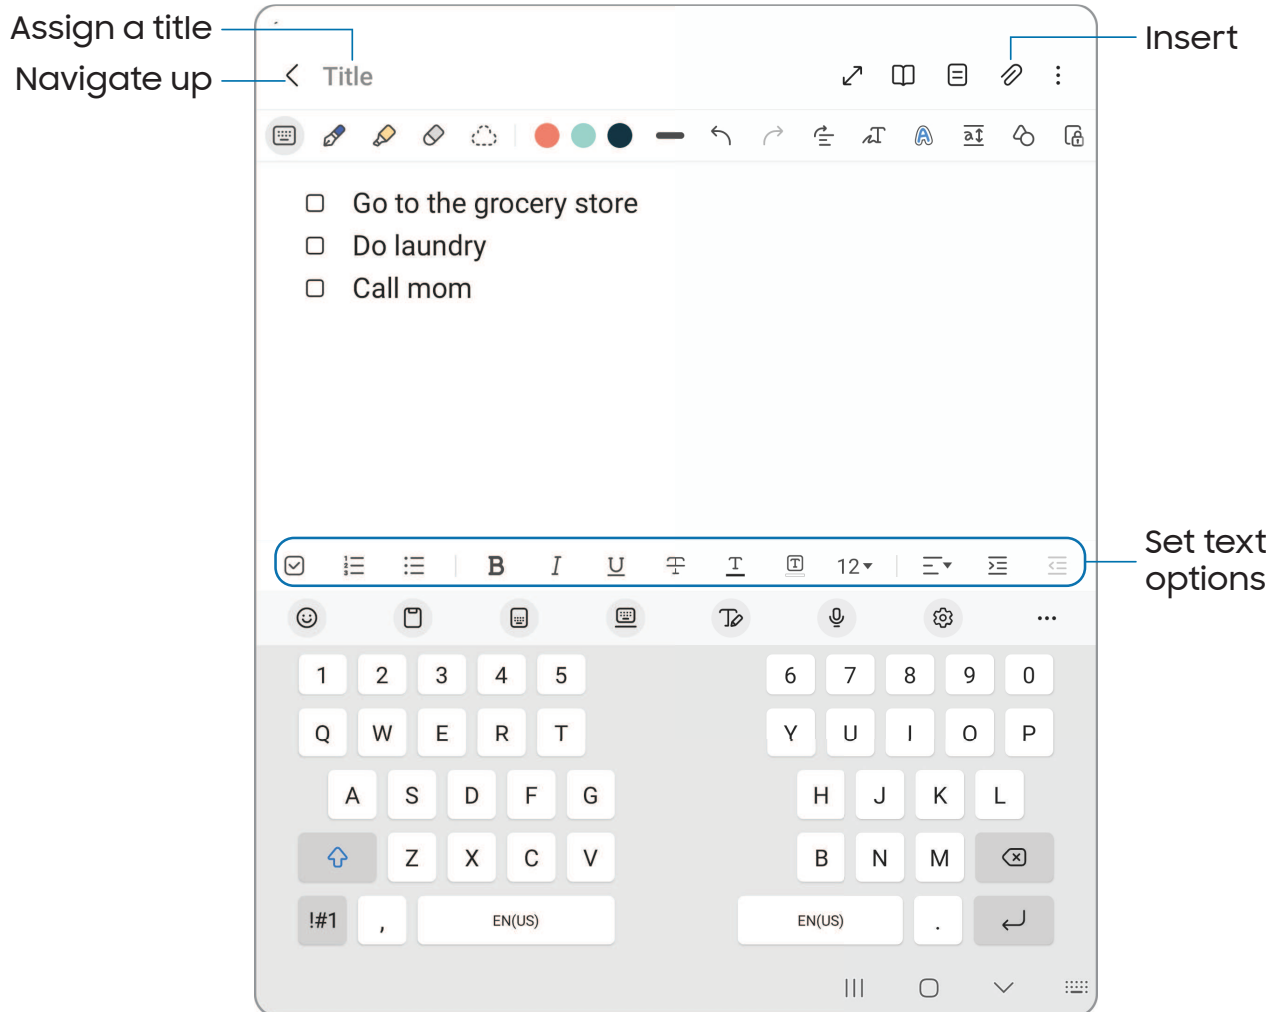 Assign a title
Navigate up
Insert
Title
Go to the grocery store
Do laundry
Call mom
B I U T T T 12
Set text
options
1 2 3 4 5 6 7 8 9 0
Q W E R T Y U I O P
A S D F G H J K L
Z X C V B N M
!#1 , EN(US) EN(US) .